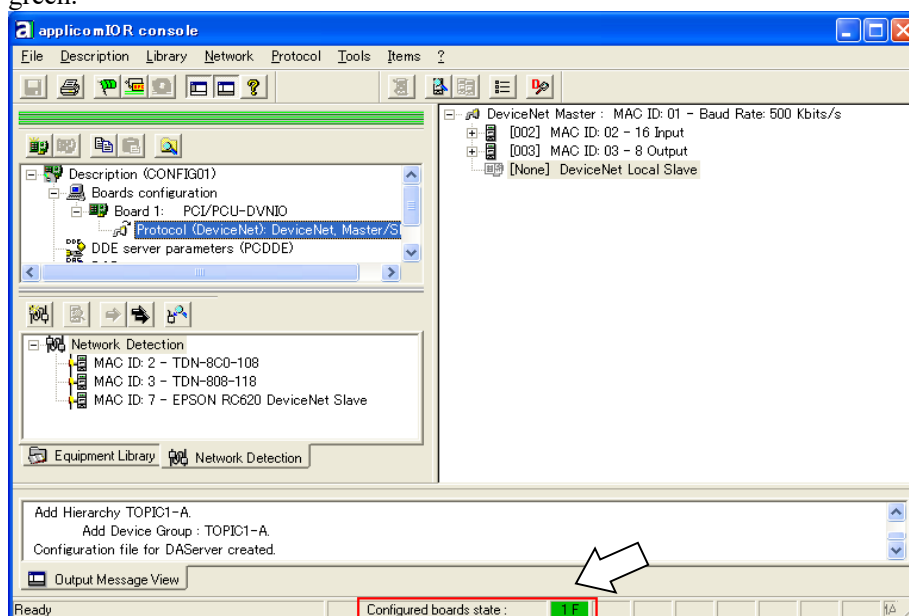 green.
applicomIOR console
File Description Library Network Protocol Tools Items ?
DeviceNet Master : MAC ID: 01 - Baud Rate: 500 Kbits/s
[002] MAC ID: 02 - 16 Input
[003] MAC ID: 03 - 8 Output
[None] DeviceNet Local Slave
Description (CONFIG01)
Boards configuration
Board 1: PCI/PCU-DVNIO
Protocol (DeviceNet): DeviceNet, Master/S
DDE server parameters (PCDDE)
Network Detection
MAC ID: 2 - TDN-8C0-108
MAC ID: 3 - TDN-808-118
MAC ID: 7 - EPSON RC620 DeviceNet Slave
Equipment Library Network Detection
Add Hierarchy TOPIC1-A.
Add Device Group : TOPIC1-A.
Configuration file for DAServer created.
Output Message View
Ready Configured boards state : 1 F